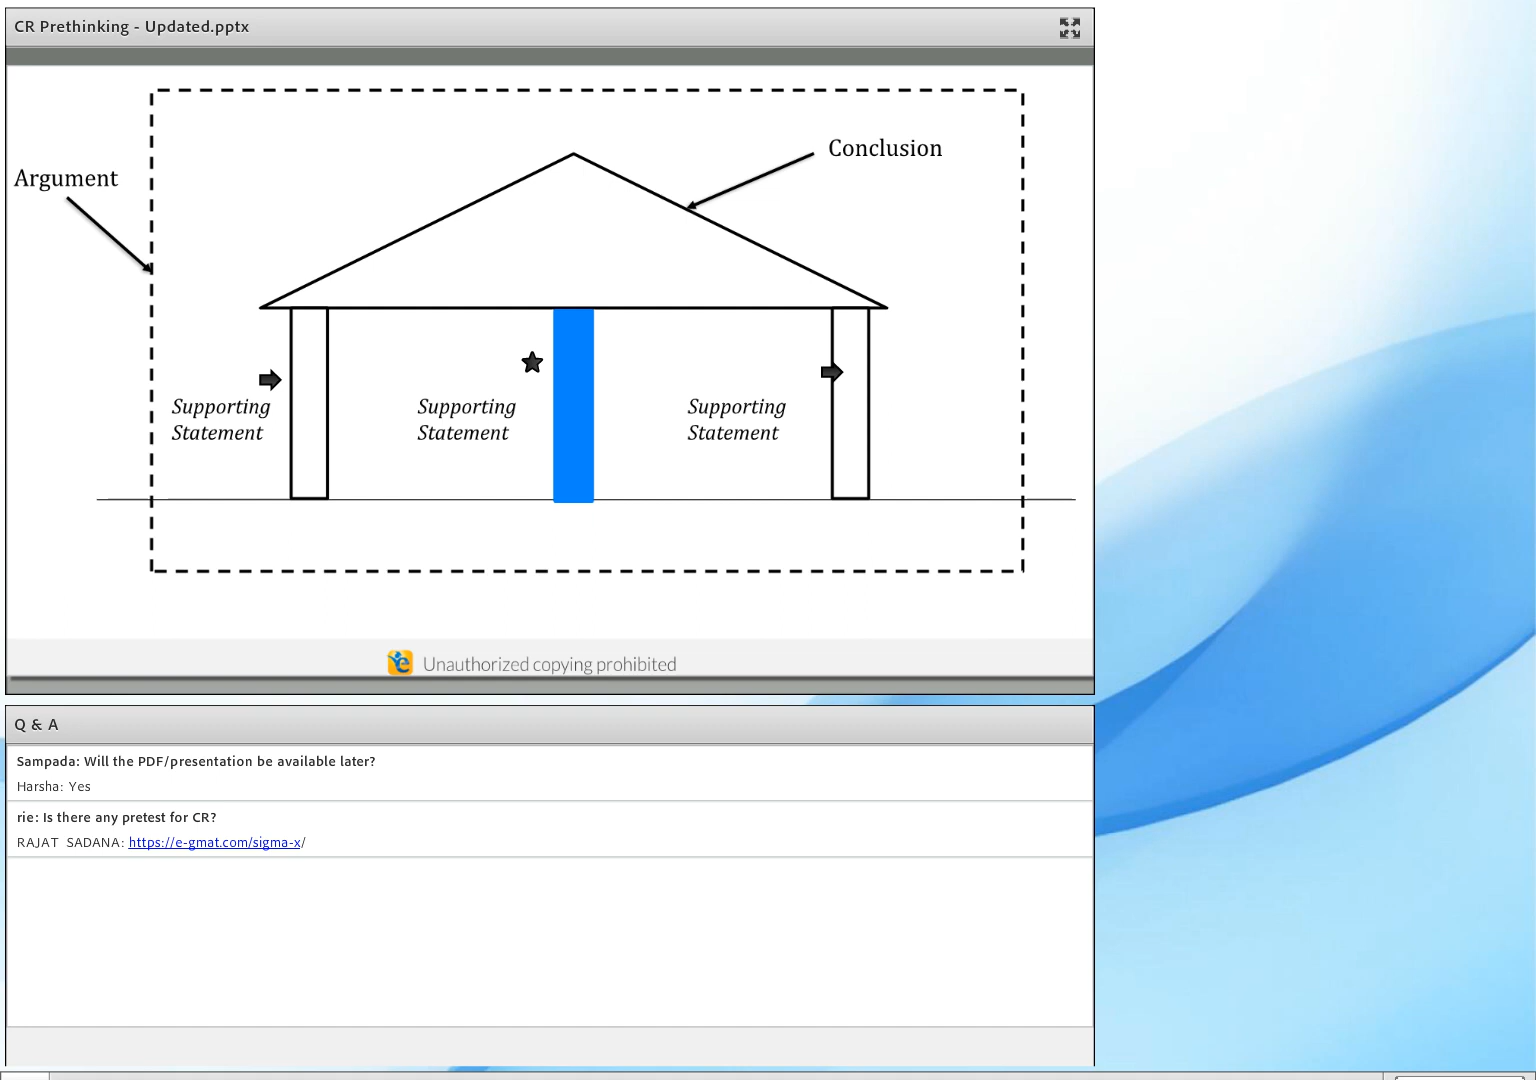 CR Prethinking - Updated.pptx
Conclusion
Argument
Supporting
Statement
Supporting
Statement
Supporting
Statement
Unauthorized copying prohibited
Q & A
Sampada: Will the PDF/presentation be available later?
Harsha: Yes
rie: Is there any pretest for CR?
RAJAT SADANA: https://e-gmat.com/sigma-x/